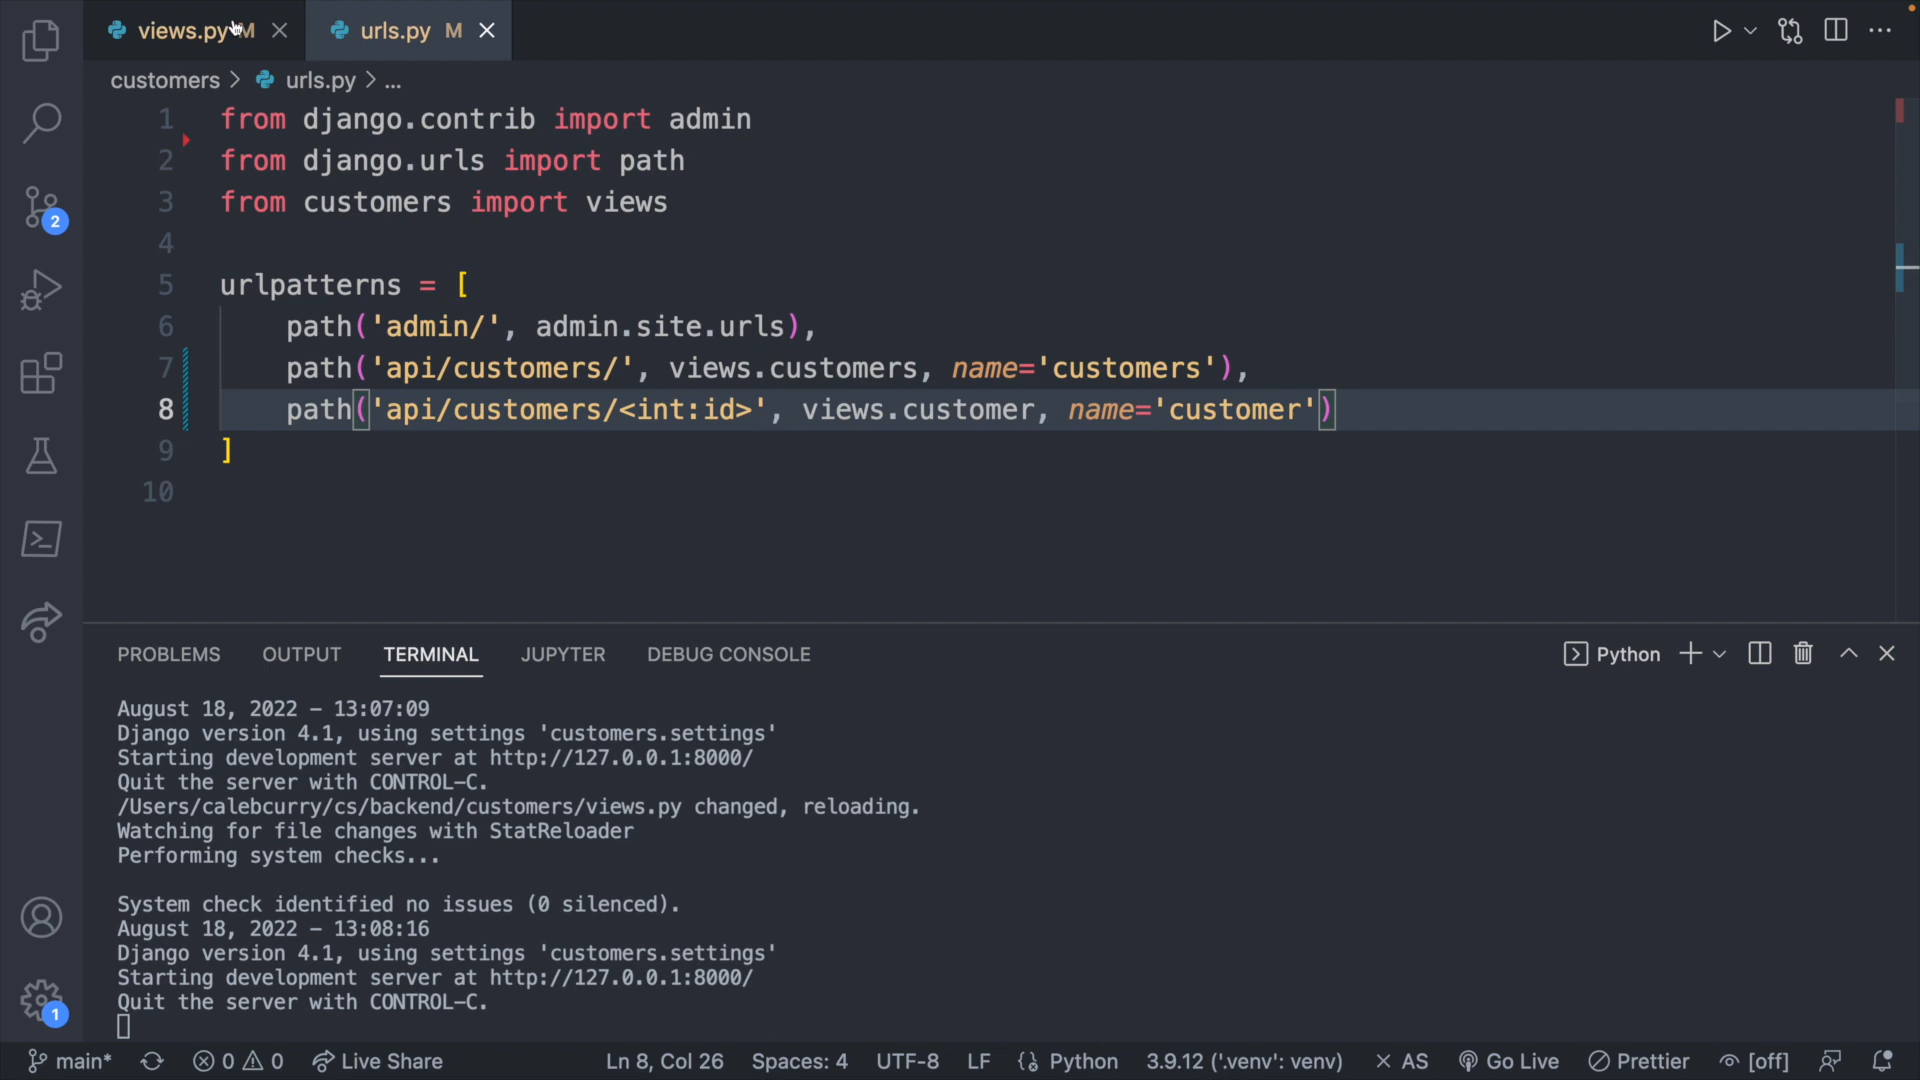 views.py M
urls.py M
customers > urls.py > ...
1 from django.contrib import admin
2 from django.urls import path
3 from customers import views
4
5 urlpatterns = [
6 path('admin/', admin.site.urls),
7 path('api/customers/', views.customers, name='customers'),
8 path('api/customers/<int:id>', views.customer, name='customer')
9 ]
10
2
PROBLEMS OUTPUT TERMINAL JUPYTER DEBUG CONSOLE Python
August 18, 2022 - 13:07:09
Django version 4.1, using settings 'customers.settings'
Starting development server at http://127.0.0.1:8000/
Quit the server with CONTROL-C.
/Users/calebcurry/cs/backend/customers/views.py changed, reloading.
Watching for file changes with StatReloader
Performing system checks...
System check identified no issues (0 silenced).
August 18, 2022 - 13:08:16
Django version 4.1, using settings 'customers.settings'
Starting development server at http://127.0.0.1:8000/
Quit the server with CONTROL-C.
1
main* 0 0 Live Share Ln 8, Col 26 Spaces: 4 UTF-8 LF Python 3.9.12 ('.venv': venv) AS Go Live Prettier [off]